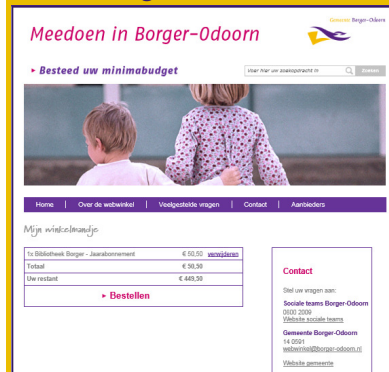 Meedoen in Borger-Odoorn
Gemeente Borger-Odoorn
▸ Besteed uw minimabudget
Voer hier uw zoekopdracht in
Zoeken
Home | Over de webwinkel | Veelgestelde vragen | Contact | Aanbieders
Mijn winkelmandje
1x Bibliotheek Borger - Jaarabonnement € 50,50 verwijderen
Totaal € 50,50
Uw restant € 449,50
▸ Bestellen
Contact
Stel uw vragen aan:
Sociale teams Borger-Odoorn
0600 2009
Website sociale teams
Gemeente Borger-Odoorn
14 0591
webwinkel@borger-odoorn.nl
Website gemeente